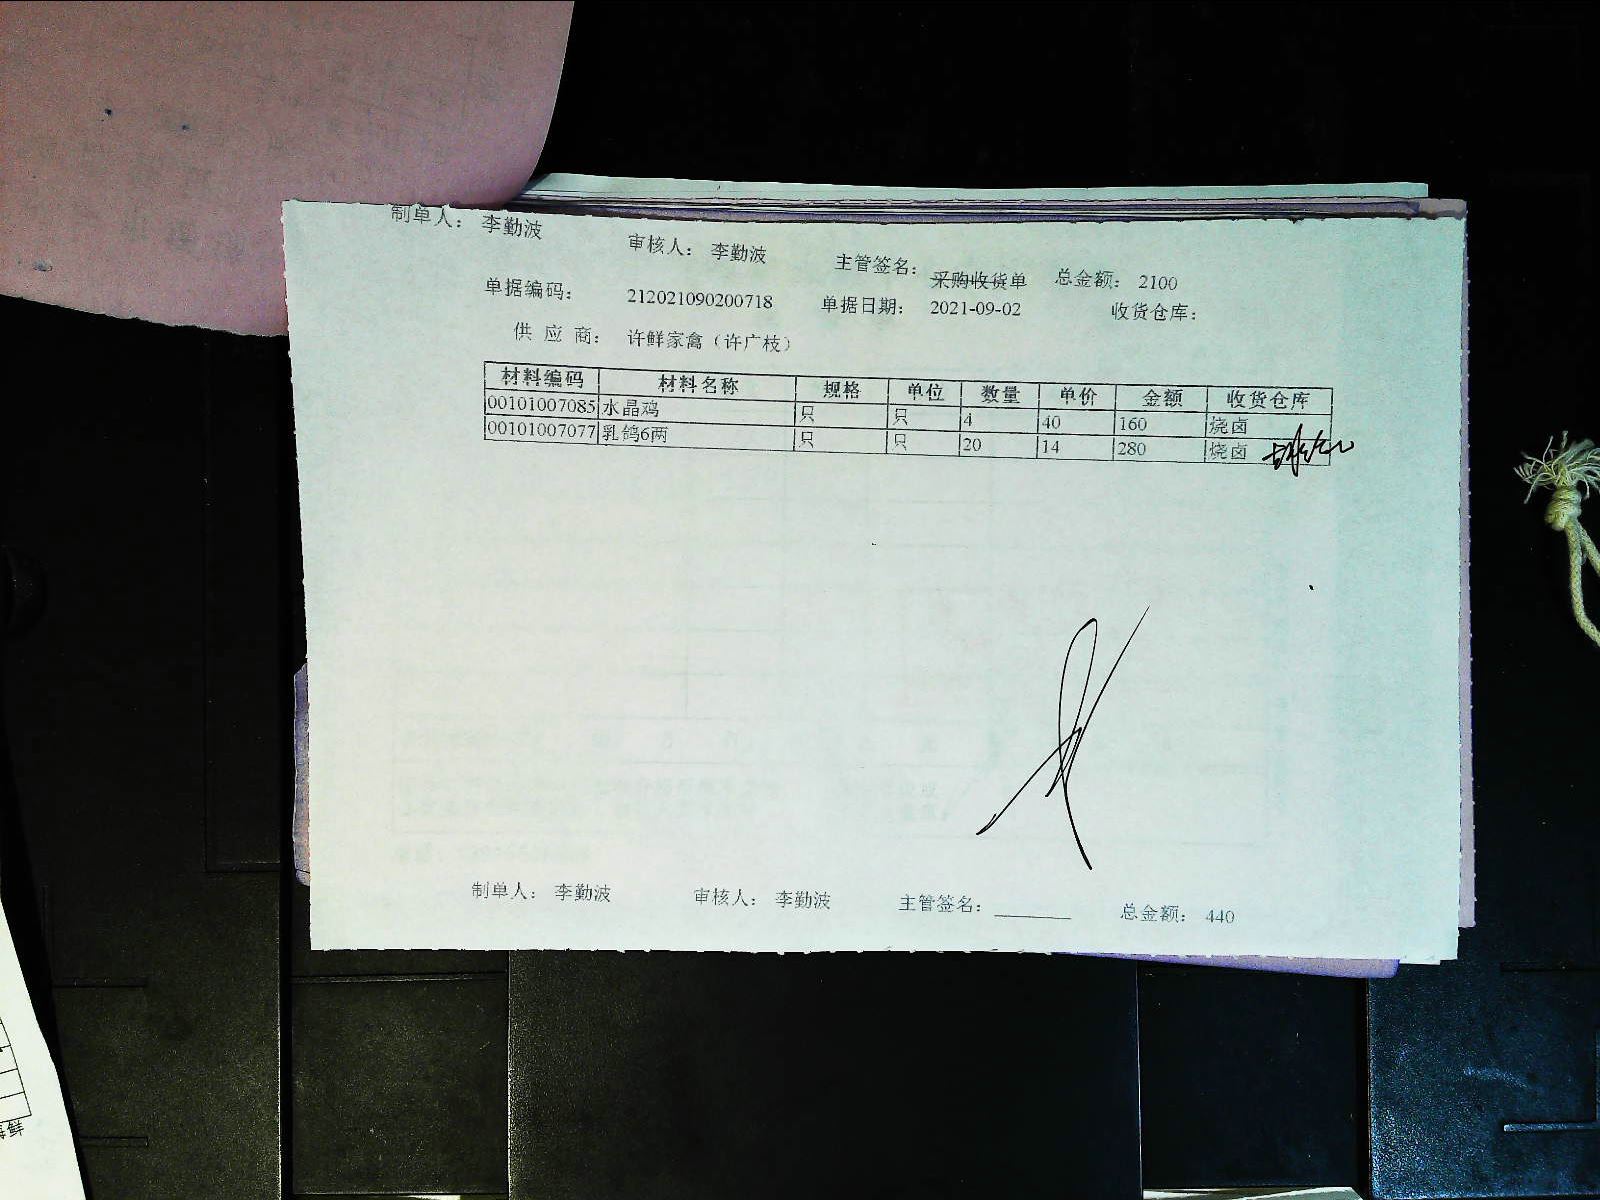 制单人： 李勤波 审核人： 李勤波 主管签名： 总金额： 2100
采购收货单
单据编码： 212021090200718 单据日期： 2021-09-02 收货仓库：
供 应 商： 许鲜家禽（许广枝）
材料编码 材料名称 规格 单位 数量 单价 金额 收货仓库
00101007085 水晶鸡 只 只 4 40 160 烧卤
00101007077 乳鸽6两 只 只 20 14 280 烧卤
制单人： 李勤波 审核人： 李勤波 主管签名： 总金额： 440